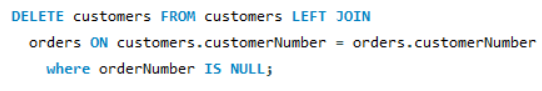 DELETE customers FROM customers LEFT JOIN
orders ON customers.customerNumber = orders.customerNumber
where orderNumber IS NULL;